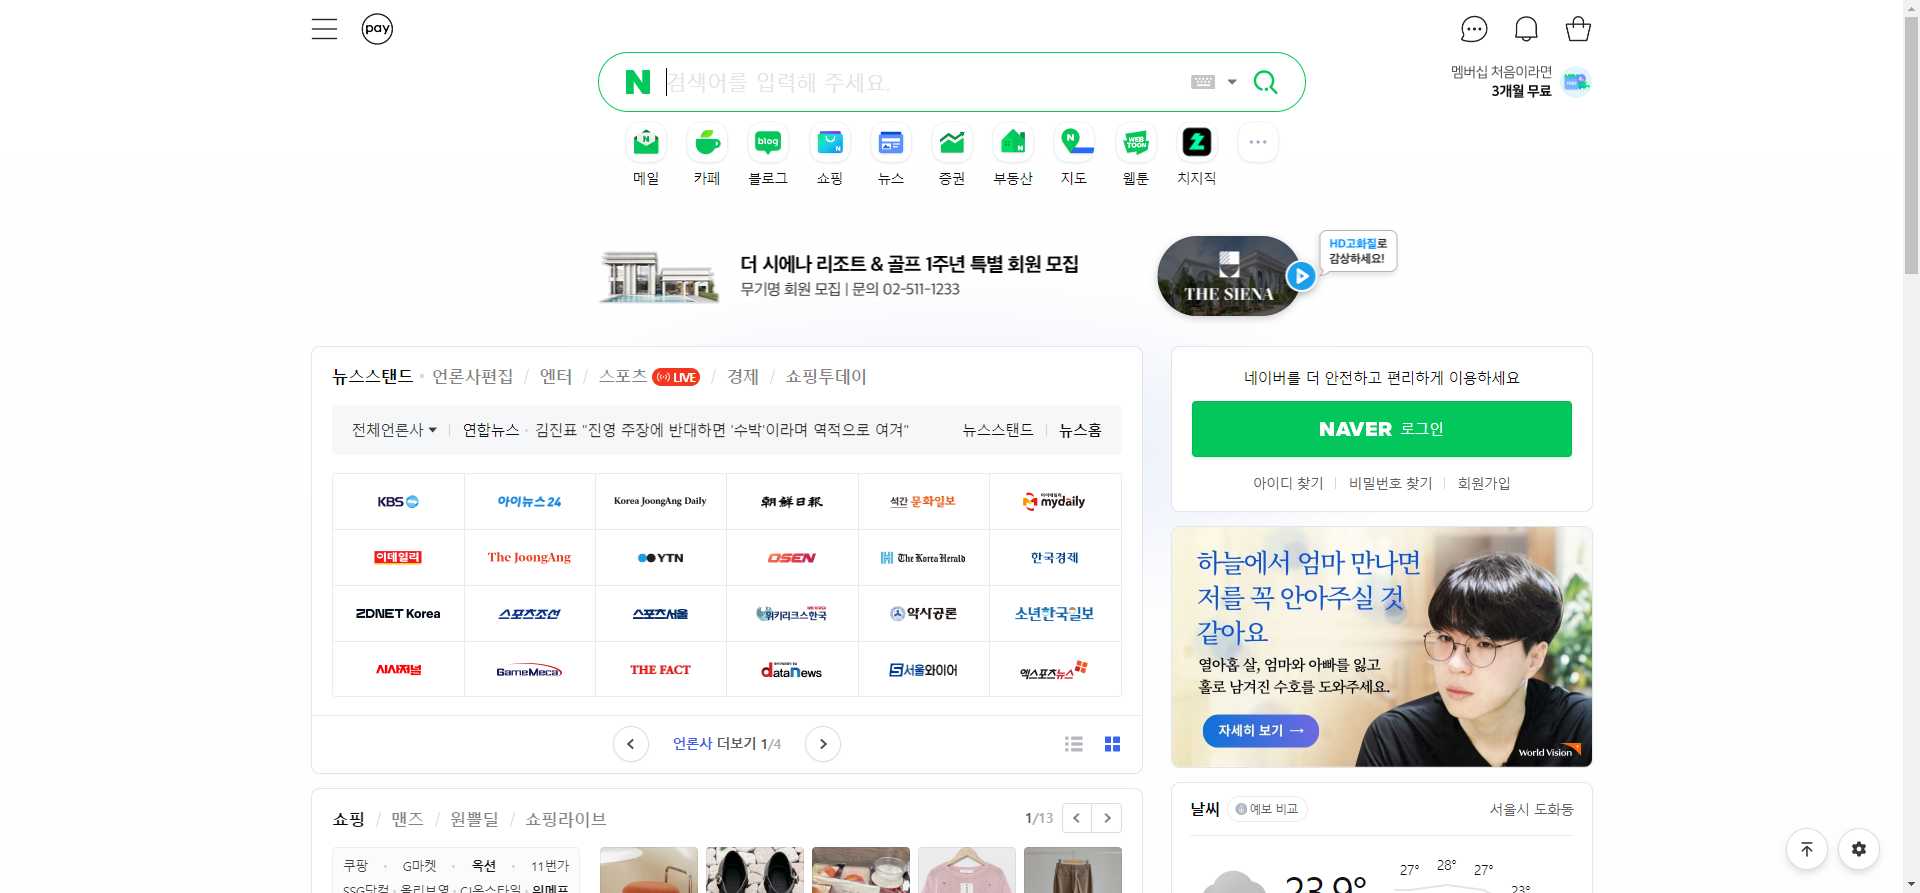 pay
N 검색어를 입력해 주세요.
멤버십 처음이라면
3개월 무료
N blog N N N WEB TOON
메일 카페 블로그 쇼핑 뉴스 증권 부동산 지도 웹툰 치지직
더 시에나 리조트 & 골프 1주년 특별 회원 모집
무기명 회원 모집 | 문의 02-511-1233
THE SIENA
HD고화질로
감상하세요!
뉴스스탠드 · 언론사편집 / 엔터 / 스포츠 LIVE / 경제 / 쇼핑투데이
전체언론사 연합뉴스 · 김진표 "진영 주장에 반대하면 '수박'이라며 역적으로 여겨" 뉴스스탠드 뉴스홈
KBS 아이뉴스24 Korea JoongAng Daily 朝鮮日報 석간 문화일보 마이데일리 mydaily
이데일리 The JoongAng YTN OSEN The Korea Herald 한국경제
ZDNET Korea 스포츠조선 스포츠서울 위키리크스한국 약사공론 소년한국일보
시사저널 GameMeca THE FACT dataNews 서울와이어 엑스포츠뉴스
언론사 더보기 1/4
네이버를 더 안전하고 편리하게 이용하세요
NAVER 로그인
아이디 찾기 비밀번호 찾기 회원가입
하늘에서 엄마 만나면
저를 꼭 안아주실 것
같아요
열아홉 살, 엄마와 아빠를 잃고
홀로 남겨진 수호를 도와주세요.
자세히 보기 →
World Vision
쇼핑 / 맨즈 / 원쁠딜 / 쇼핑라이브 1/13
쿠팡 · G마켓 · 옥션 · 11번가
SSG닷컴 · 올리브영 · CJ온스타일 · 위메프
날씨 예보 비교 서울시 도화동
23.9° 27° 28° 27° 23°